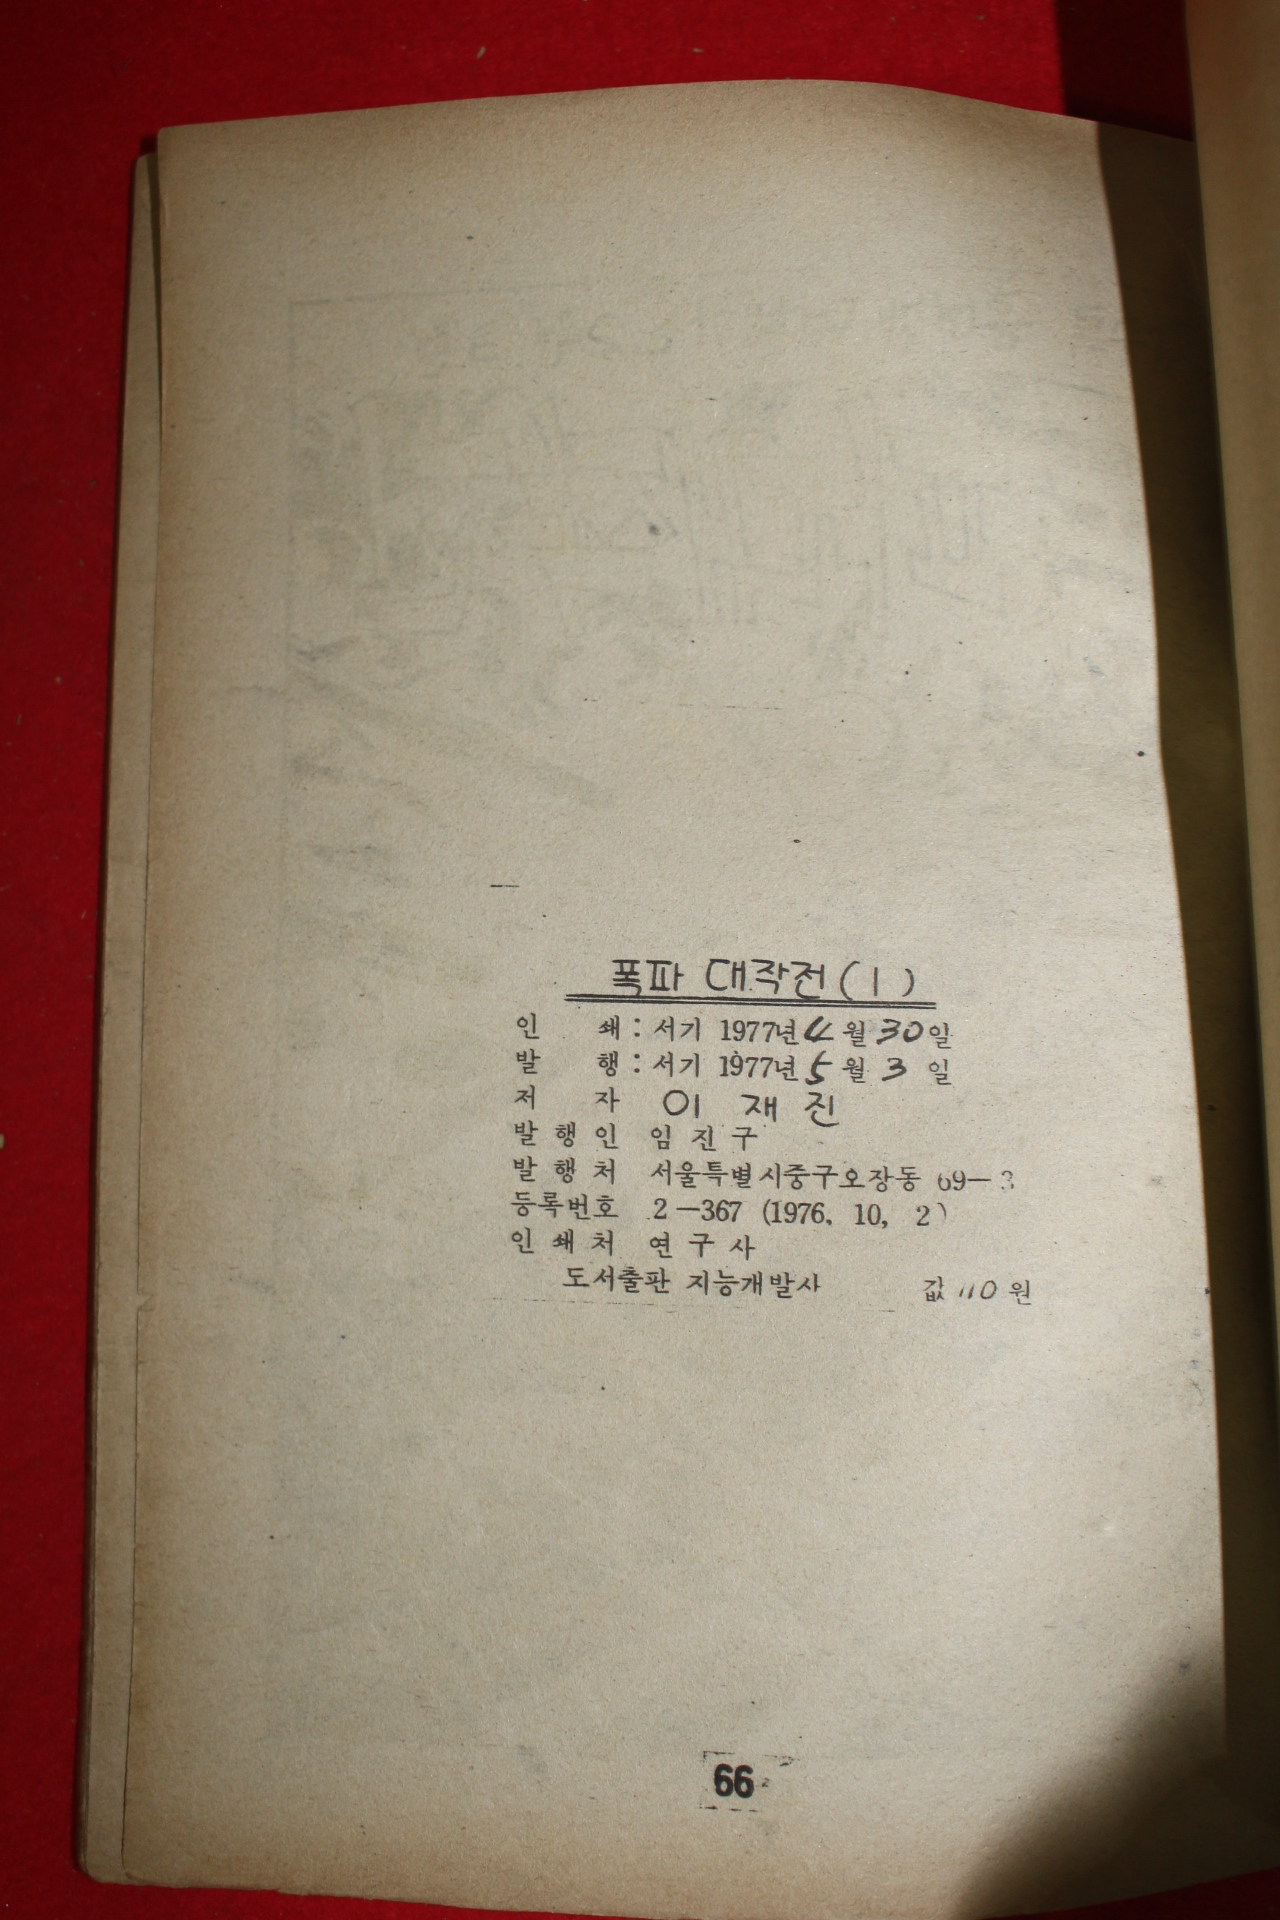 폭파 대작전(1)
인 쇄 : 서기 1977년 4월 30일
발 행 : 서기 1977년 5월 3일
저 자 이 재 진
발 행 인 임 진 구
발 행 처 서울특별시중구오장동 69—3
등록번호 2—367 (1976. 10, 2)
인 쇄 처 연 구 사
도서출판 지능개발사 값 110 원
66